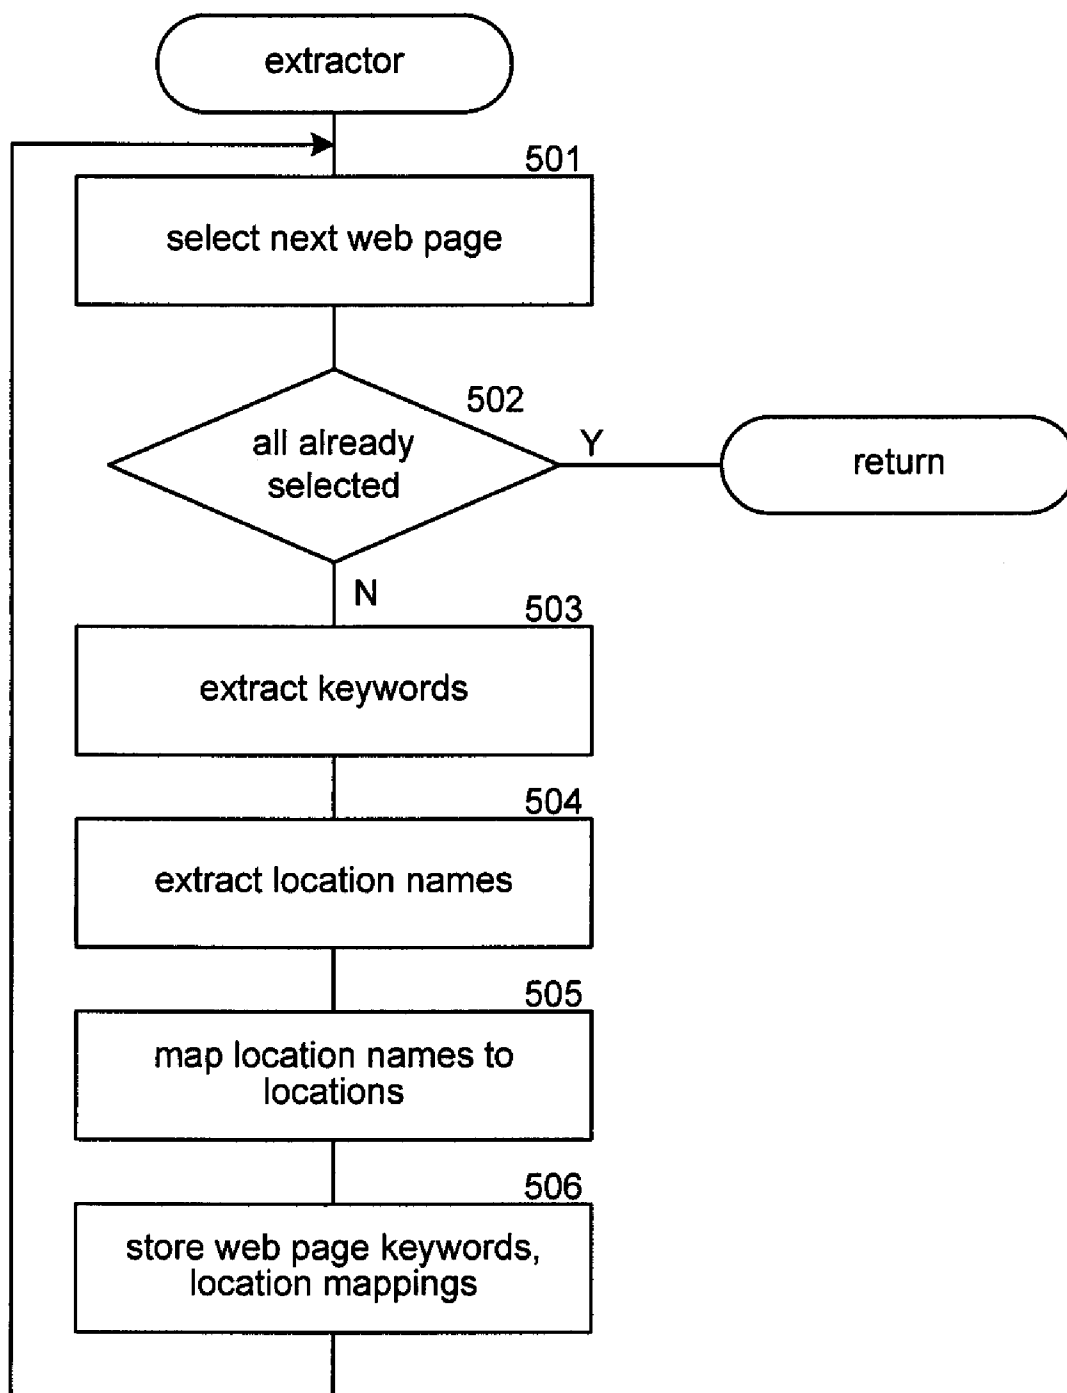 extractor
501
select next web page
502
all already
selected
Y
return
N
503
extract keywords
504
extract location names
505
map location names to
locations
506
store web page keywords,
location mappings